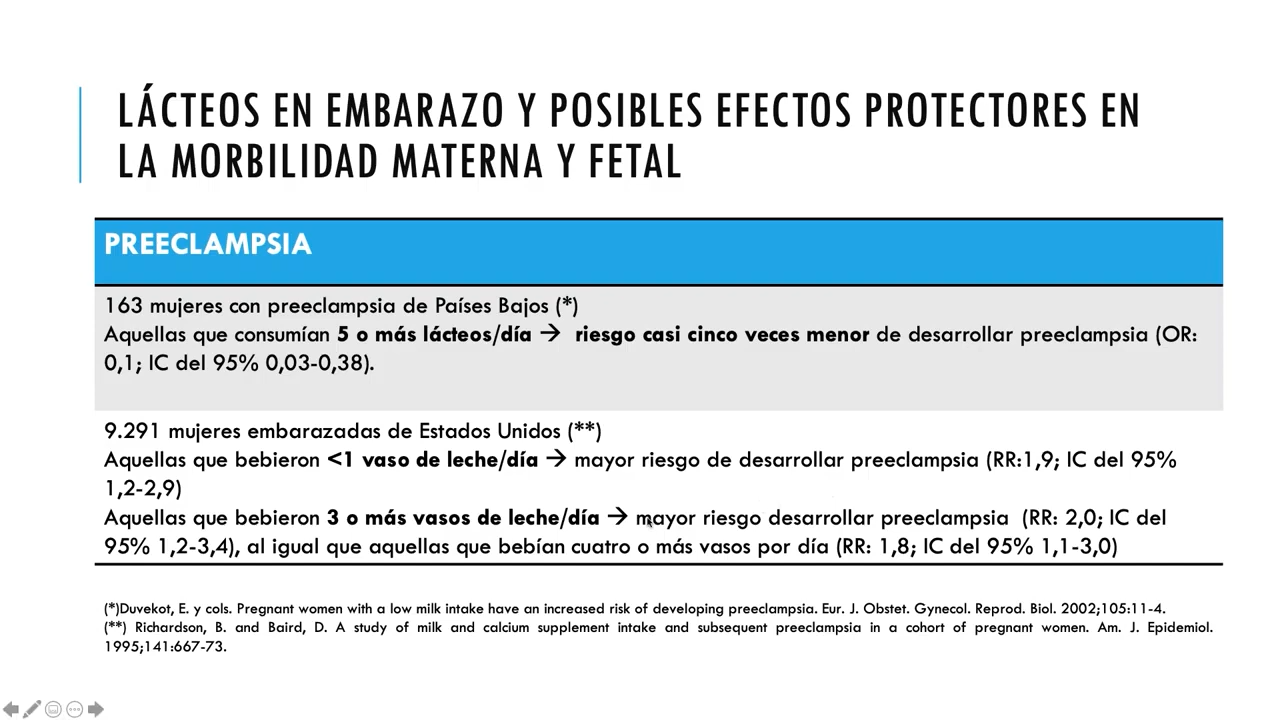 LÁCTEOS EN EMBARAZO Y POSIBLES EFECTOS PROTECTORES EN
LA MORBILIDAD MATERNA Y FETAL
PREECLAMPSIA
163 mujeres con preeclampsia de Países Bajos (*)
Aquellas que consumían 5 o más lácteos/día → riesgo casi cinco veces menor de desarrollar preeclampsia (OR:
0,1; IC del 95% 0,03-0,38).
9.291 mujeres embarazadas de Estados Unidos (**)
Aquellas que bebieron <1 vaso de leche/día → mayor riesgo de desarrollar preeclampsia (RR:1,9; IC del 95%
1,2-2,9)
Aquellas que bebieron 3 o más vasos de leche/día → mayor riesgo desarrollar preeclampsia (RR: 2,0; IC del
95% 1,2-3,4), al igual que aquellas que bebían cuatro o más vasos por día (RR: 1,8; IC del 95% 1,1-3,0)
(*)Duvekot, E. y cols. Pregnant women with a low milk intake have an increased risk of developing preeclampsia. Eur. J. Obstet. Gynecol. Reprod. Biol. 2002;105:11-4.
(**) Richardson, B. and Baird, D. A study of milk and calcium supplement intake and subsequent preeclampsia in a cohort of pregnant women. Am. J. Epidemiol.
1995;141:667-73.